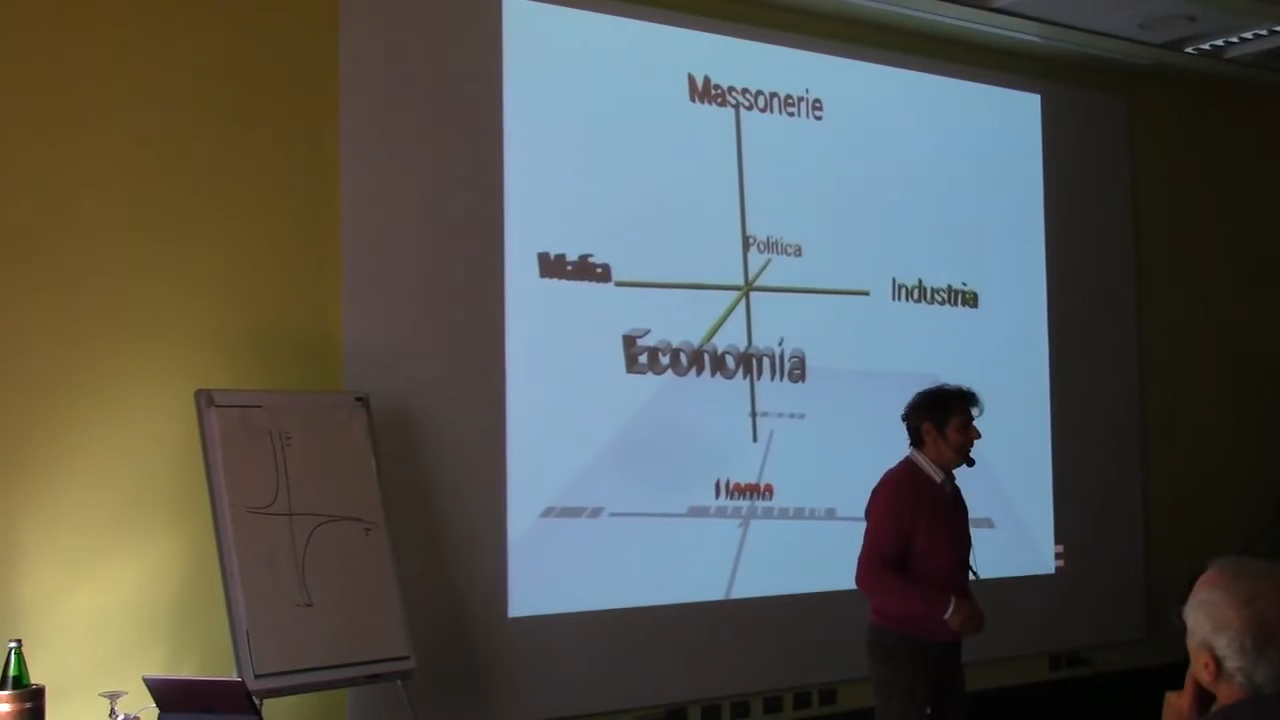 Massonerie
Politica
Mafia
Industria
Economia
Uomo